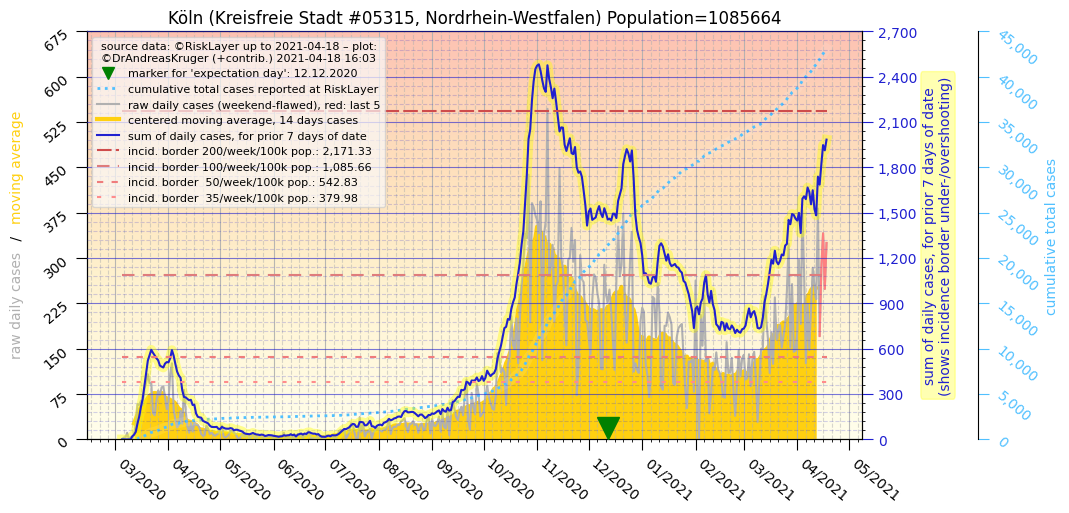 Köln (Kreisfreie Stadt #05315, Nordrhein-Westfalen) Population=1085664
source data: ©RiskLayer up to 2021-04-18 – plot:
©DrAndreasKruger (+contrib.) 2021-04-18 16:03
marker for 'expectation day': 12.12.2020
cumulative total cases reported at RiskLayer
raw daily cases (weekend-flawed), red: last 5
centered moving average, 14 days cases
sum of daily cases, for prior 7 days of date
incid. border 200/week/100k pop.: 2,171.33
incid. border 100/week/100k pop.: 1,085.66
incid. border 50/week/100k pop.: 542.83
incid. border 35/week/100k pop.: 379.98
raw daily cases / moving average
675
600
525
450
375
300
225
150
75
0
03/2020
04/2020
05/2020
06/2020
07/2020
08/2020
09/2020
10/2020
11/2020
12/2020
01/2021
02/2021
03/2021
04/2021
05/2021
2,700
2,400
2,100
1,800
1,500
1,200
900
600
300
0
sum of daily cases, for prior 7 days of date
(shows incidence border under-/overshooting)
45,000
40,000
35,000
30,000
25,000
20,000
15,000
10,000
5,000
0
cumulative total cases